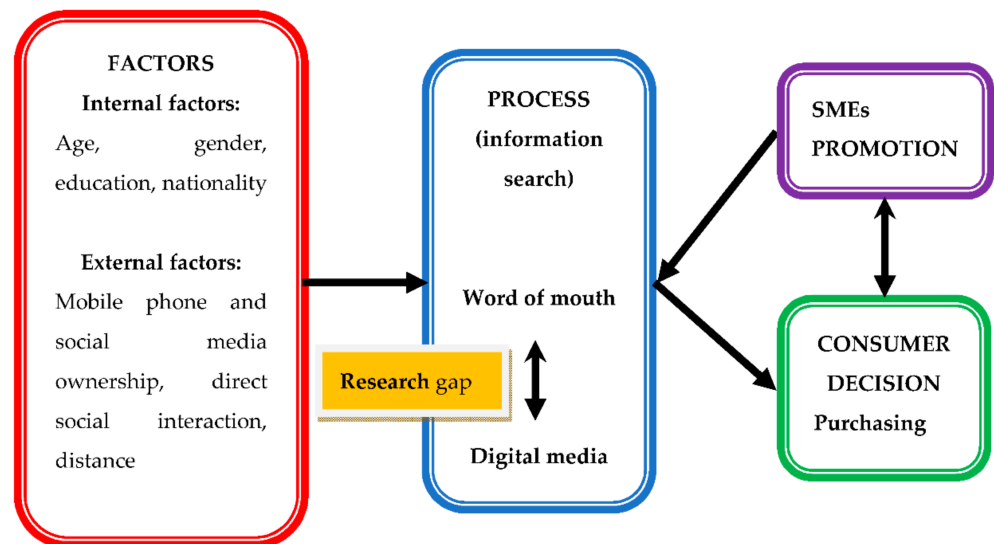 FACTORS
Internal factors:
Age, gender,
education, nationality
External factors:
Mobile phone and
social media
ownership, direct
social interaction,
distance
PROCESS
(information
search)
Word of mouth
Research gap
Digital media
SMEs
PROMOTION
CONSUMER
DECISION
Purchasing